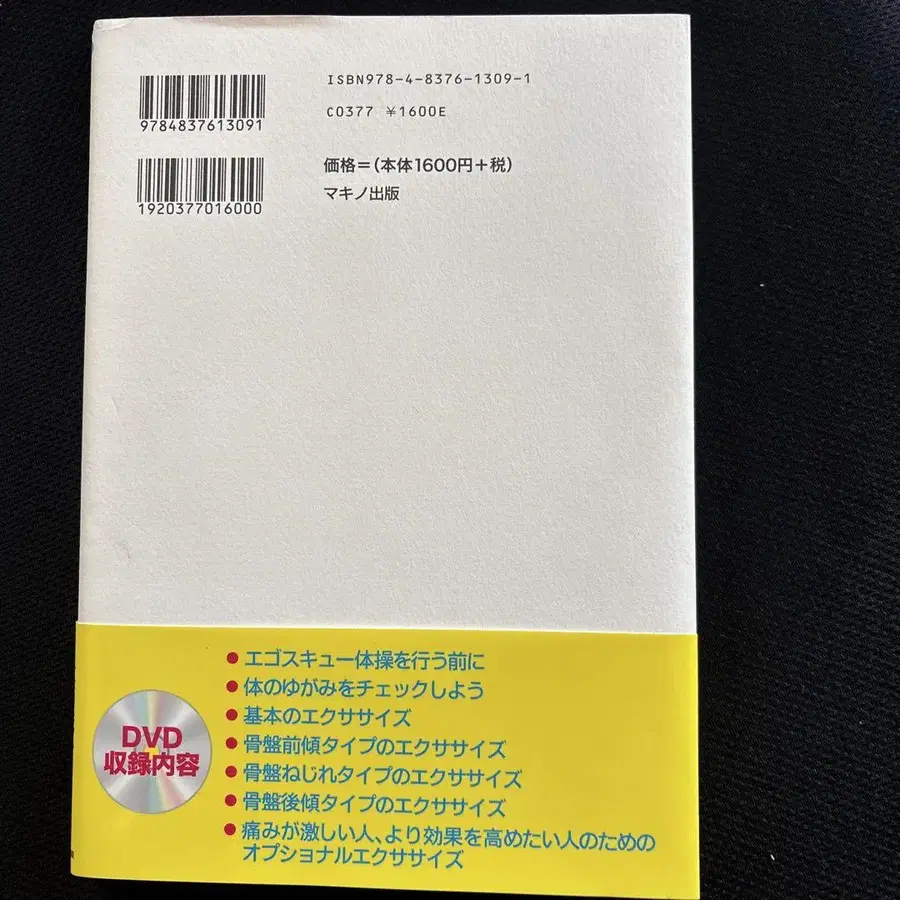 ISBN978-4-8376-1309-1
C0377 ¥1600E
9784837613091
価格=(本体1600円+税)
マキノ出版
1920377016000
DVD
収録内容
● エゴスキュー体操を行う前に
● 体のゆがみをチェックしよう
● 基本のエクササイズ
● 骨盤前傾タイプのエクササイズ
● 骨盤ねじれタイプのエクササイズ
● 骨盤後傾タイプのエクササイズ
● 痛みが激しい人、より効果を高めたい人のための
オプショナルエクササイズ